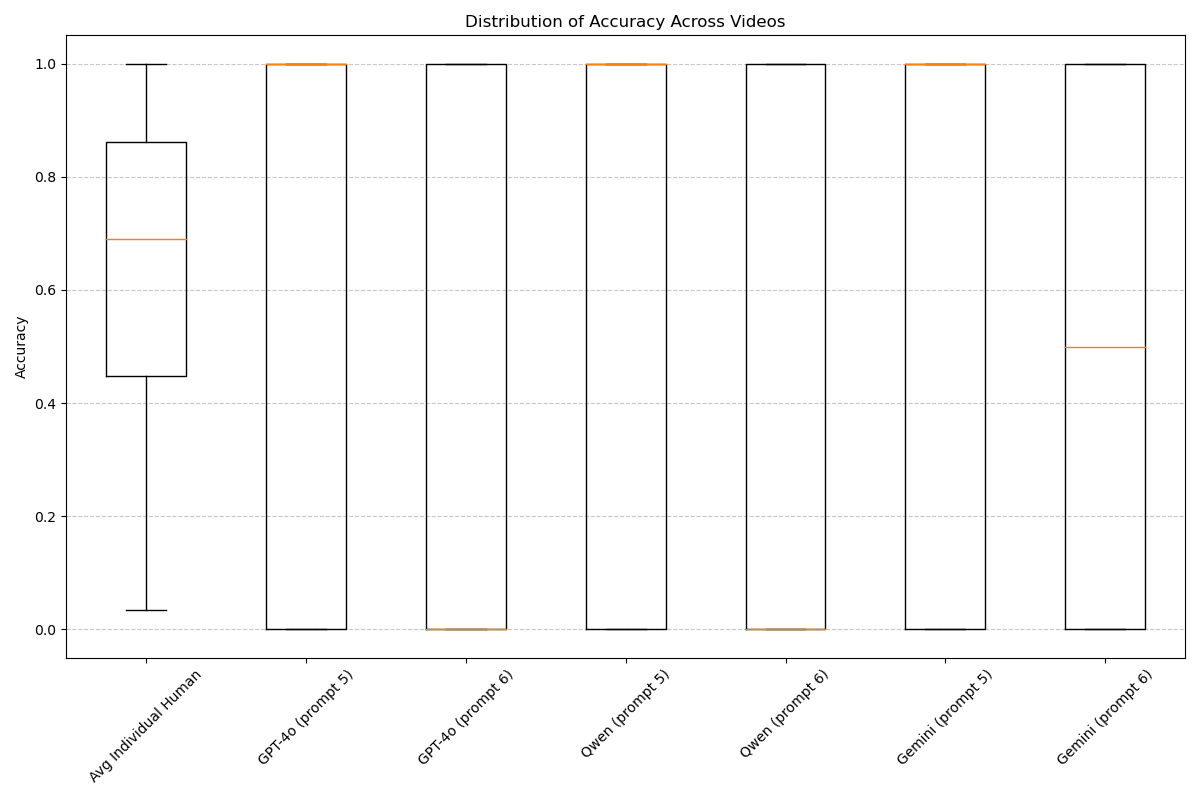 Distribution of Accuracy Across Videos
Accuracy
1.0
0.8
0.6
0.4
0.2
0.0
Avg Individual Human
GPT-4o (prompt 5)
GPT-4o (prompt 6)
Qwen (prompt 5)
Qwen (prompt 6)
Gemini (prompt 5)
Gemini (prompt 6)